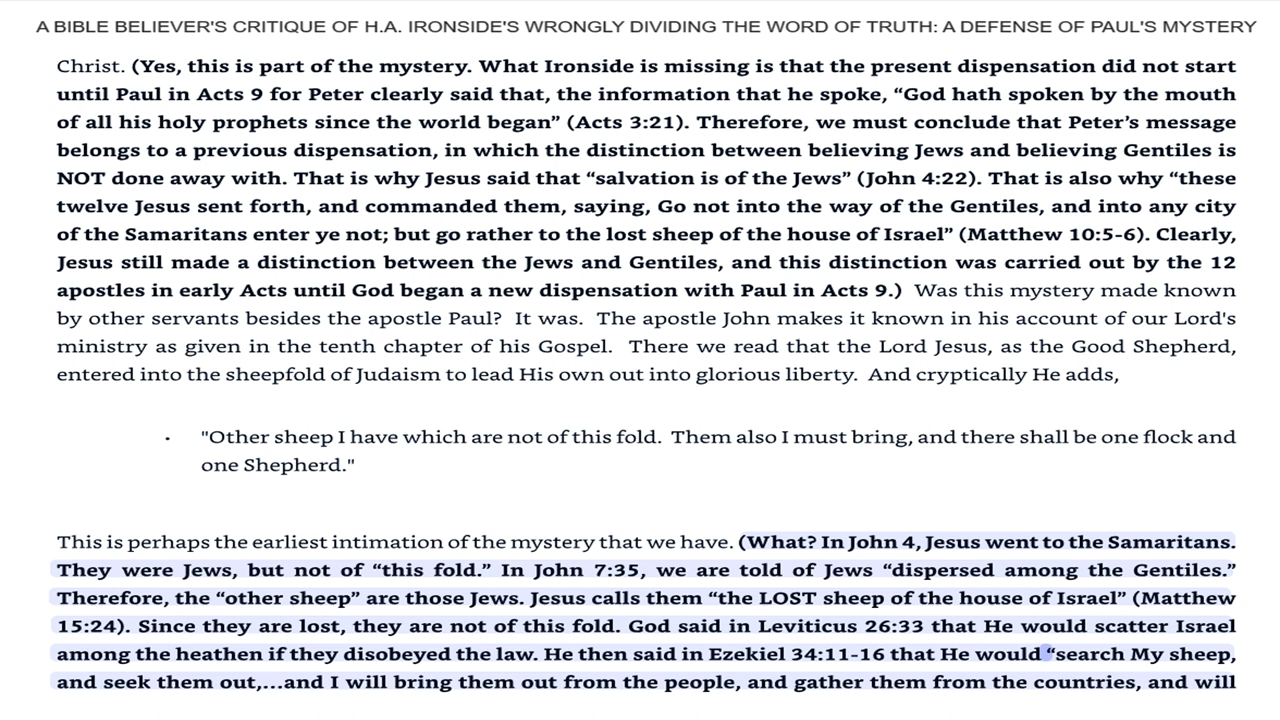 A BIBLE BELIEVER'S CRITIQUE OF H.A. IRONSIDE'S WRONGLY DIVIDING THE WORD OF TRUTH: A DEFENSE OF PAUL'S MYSTERY
Christ. (Yes, this is part of the mystery. What Ironside is missing is that the present dispensation did not start
until Paul in Acts 9 for Peter clearly said that, the information that he spoke, “God hath spoken by the mouth
of all his holy prophets since the world began” (Acts 3:21). Therefore, we must conclude that Peter’s message
belongs to a previous dispensation, in which the distinction between believing Jews and believing Gentiles is
NOT done away with. That is why Jesus said that “salvation is of the Jews” (John 4:22). That is also why “these
twelve Jesus sent forth, and commanded them, saying, Go not into the way of the Gentiles, and into any city
of the Samaritans enter ye not; but go rather to the lost sheep of the house of Israel” (Matthew 10:5-6). Clearly,
Jesus still made a distinction between the Jews and Gentiles, and this distinction was carried out by the 12
apostles in early Acts until God began a new dispensation with Paul in Acts 9.) Was this mystery made known
by other servants besides the apostle Paul? It was. The apostle John makes it known in his account of our Lord's
ministry as given in the tenth chapter of his Gospel. There we read that the Lord Jesus, as the Good Shepherd,
entered into the sheepfold of Judaism to lead His own out into glorious liberty. And cryptically He adds,
· "Other sheep I have which are not of this fold. Them also I must bring, and there shall be one flock and
one Shepherd."
This is perhaps the earliest intimation of the mystery that we have. (What? In John 4, Jesus went to the Samaritans.
They were Jews, but not of “this fold.” In John 7:35, we are told of Jews “dispersed among the Gentiles.”
Therefore, the “other sheep” are those Jews. Jesus calls them “the LOST sheep of the house of Israel” (Matthew
15:24). Since they are lost, they are not of this fold. God said in Leviticus 26:33 that He would scatter Israel
among the heathen if they disobeyed the law. He then said in Ezekiel 34:11-16 that He would “search My sheep,
and seek them out,…and I will bring them out from the people, and gather them from the countries, and will